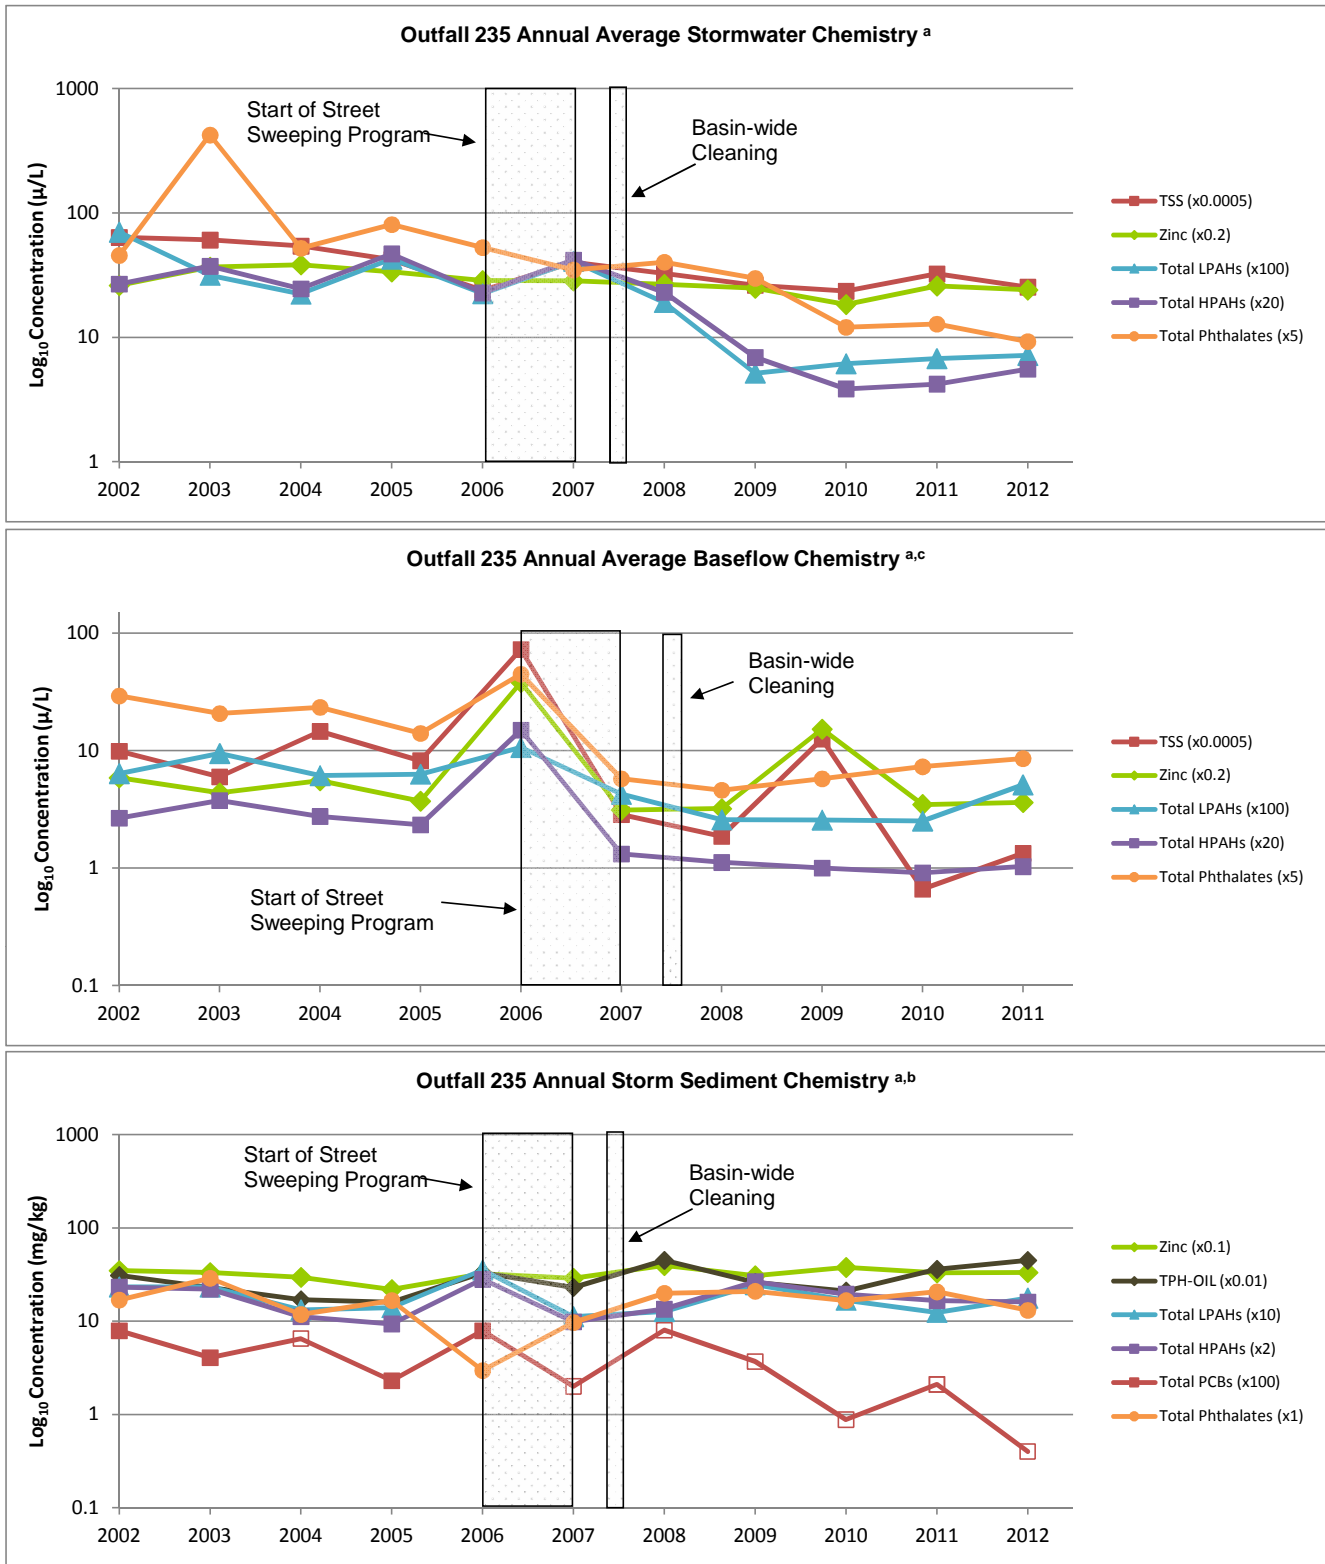 Outfall 235 Annual Average Stormwater Chemistry a
Log10 Concentration (µ/L)
1000
100
10
1
Start of Street
Sweeping Program
Basin-wide
Cleaning
2002 2003 2004 2005 2006 2007 2008 2009 2010 2011 2012
TSS (x0.0005)
Zinc (x0.2)
Total LPAHs (x100)
Total HPAHs (x20)
Total Phthalates (x5)
Outfall 235 Annual Average Baseflow Chemistry a,c
Log10 Concentration (µ/L)
100
10
1
0.1
Basin-wide
Cleaning
Start of Street
Sweeping Program
2002 2003 2004 2005 2006 2007 2008 2009 2010 2011
TSS (x0.0005)
Zinc (x0.2)
Total LPAHs (x100)
Total HPAHs (x20)
Total Phthalates (x5)
Outfall 235 Annual Storm Sediment Chemistry a,b
Log10 Concentration (mg/kg)
1000
100
10
1
0.1
Start of Street
Sweeping Program
Basin-wide
Cleaning
2002 2003 2004 2005 2006 2007 2008 2009 2010 2011 2012
Zinc (x0.1)
TPH-OIL (x0.01)
Total LPAHs (x10)
Total HPAHs (x2)
Total PCBs (x100)
Total Phthalates (x1)